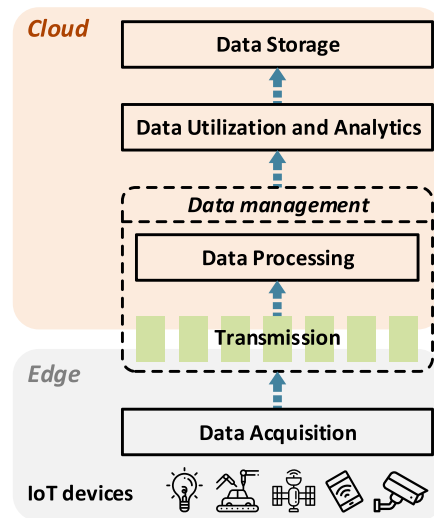 Cloud
Data Storage
Data Utilization and Analytics
Data management
Data Processing
Transmission
Edge
Data Acquisition
IoT devices